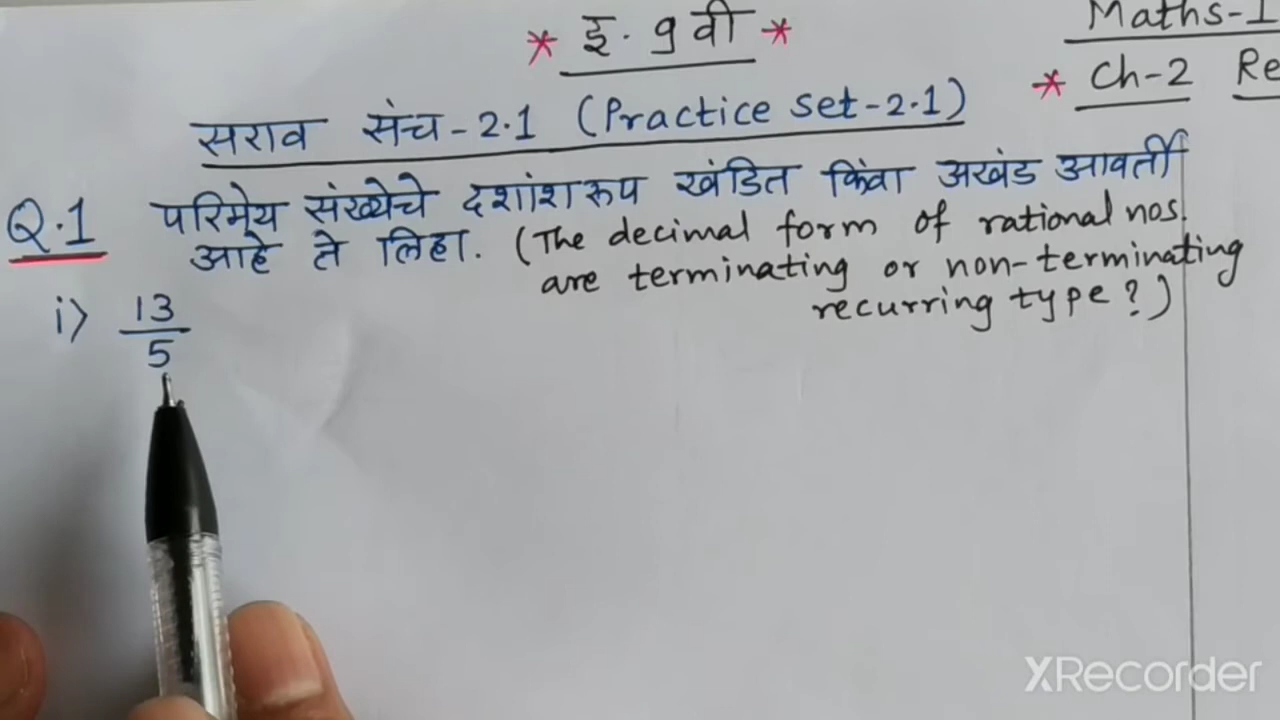 * इ. 9 वी *
Maths-1
* Ch-2
सराव संच - 2.1 (Practice set-2.1)
Q.1 परिमेय संख्येचे दशांशरूप खंडित किंवा अखंड आवर्ती
आहे ते लिहा. (The decimal form of rational nos.
are terminating or non-terminating
recurring type?)
i) 13/5
XRecorder